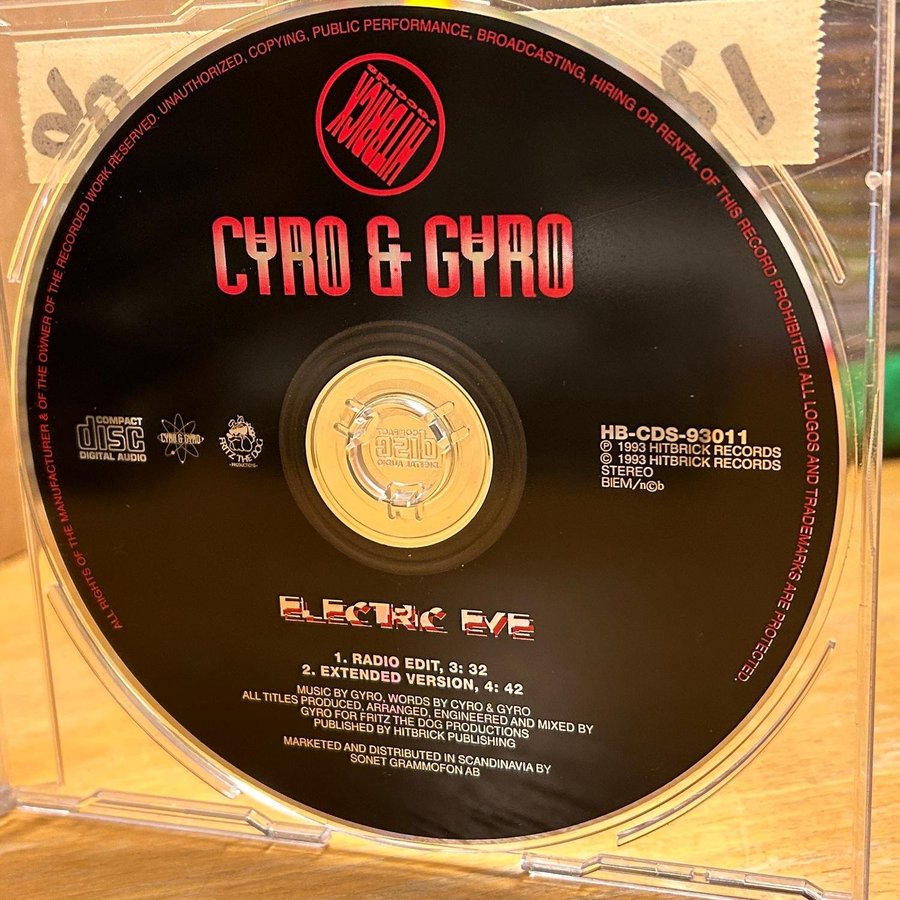 ALL RIGHTS OF THE MANUFACTURER & OF THE OWNER OF THE RECORDED WORK RESERVED. UNAUTHORIZED, COPYING, PUBLIC PERFORMANCE, BROADCASTING, HIRING OR RENTAL OF THIS RECORD PROHIBITED! ALL LOGOS AND TRADEMARKS ARE PROTECTED.
HITBRICK
records
CYRO & GYRO
COMPACT
disc
DIGITAL AUDIO
CYRO & GYRO
FRITZ THE DOG
-PRODUCTIONS-
HB-CDS-93011
Ⓟ 1993 HITBRICK RECORDS
© 1993 HITBRICK RECORDS
STEREO
BIEM/n©b
COMPACT
disc
DIGITAL AUDIO
ELECTRIC EYE
1. RADIO EDIT, 3: 32
2. EXTENDED VERSION, 4: 42
MUSIC BY GYRO, WORDS BY CYRO & GYRO
ALL TITLES PRODUCED, ARRANGED, ENGINEERED AND MIXED BY
GYRO FOR FRITZ THE DOG PRODUCTIONS
PUBLISHED BY HITBRICK PUBLISHING
MARKETED AND DISTRIBUTED IN SCANDINAVIA BY
SONET GRAMMOFON AB